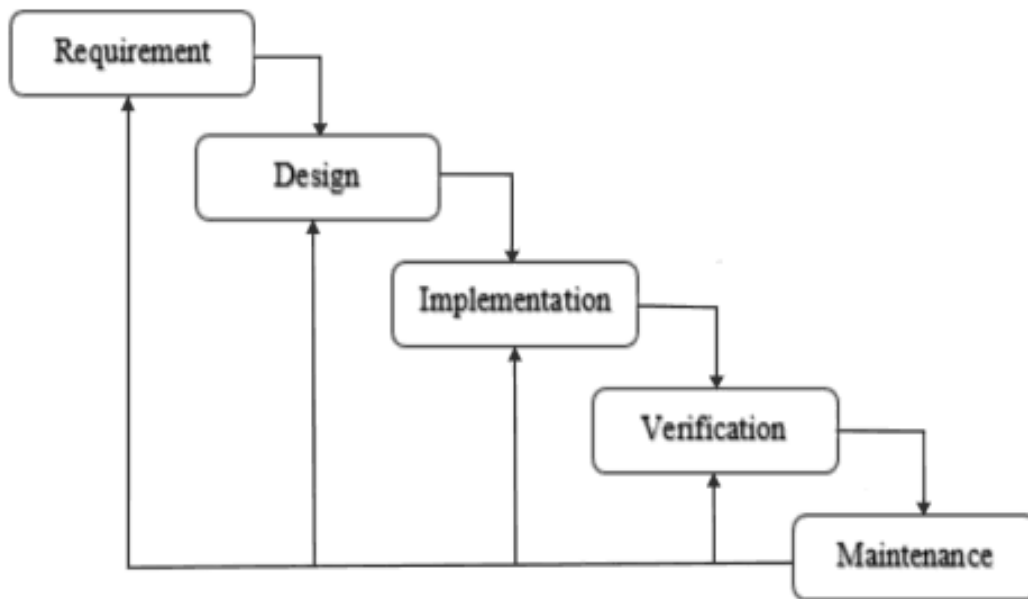 Requirement
Design
Implementation
Verification
Maintenance